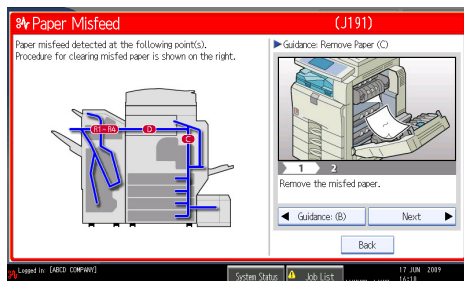 Paper Misfeed
(J191)
Paper misfeed detected at the following point(s).
Procedure for clearing misfed paper is shown on the right.
R1~R4
D
C
▶Guidance: Remove Paper (C)
1 2
Remove the misfed paper.
◀ Guidance: (B)
Next ▶
Back
Logged in: [ABCD COMPANY]
System Status
Job List
17 JUN 2009
16:18